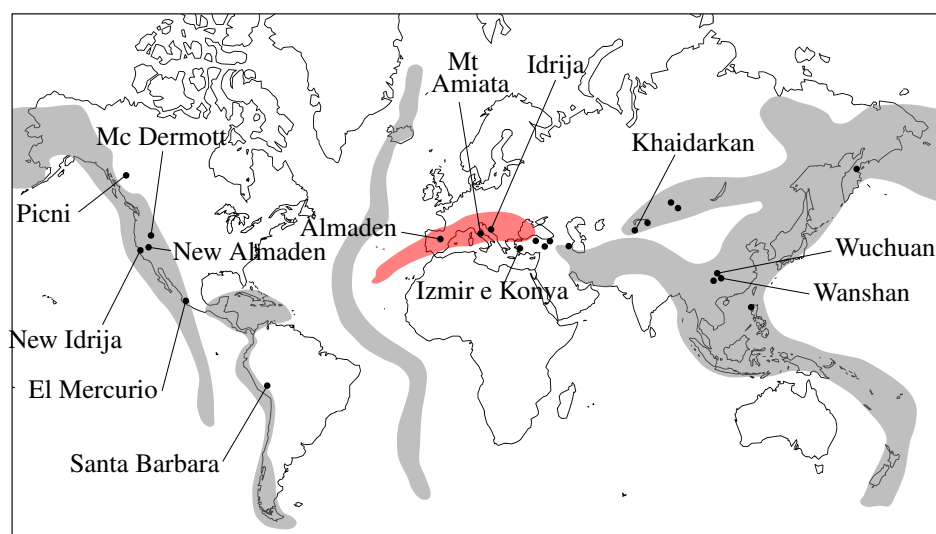 Mt
Amiata
Idrija
Mc Dermott
Khaidarkan
Picni
Almaden
New Almaden
Wuchuan
Izmir e Konya
Wanshan
New Idrija
El Mercurio
Santa Barbara